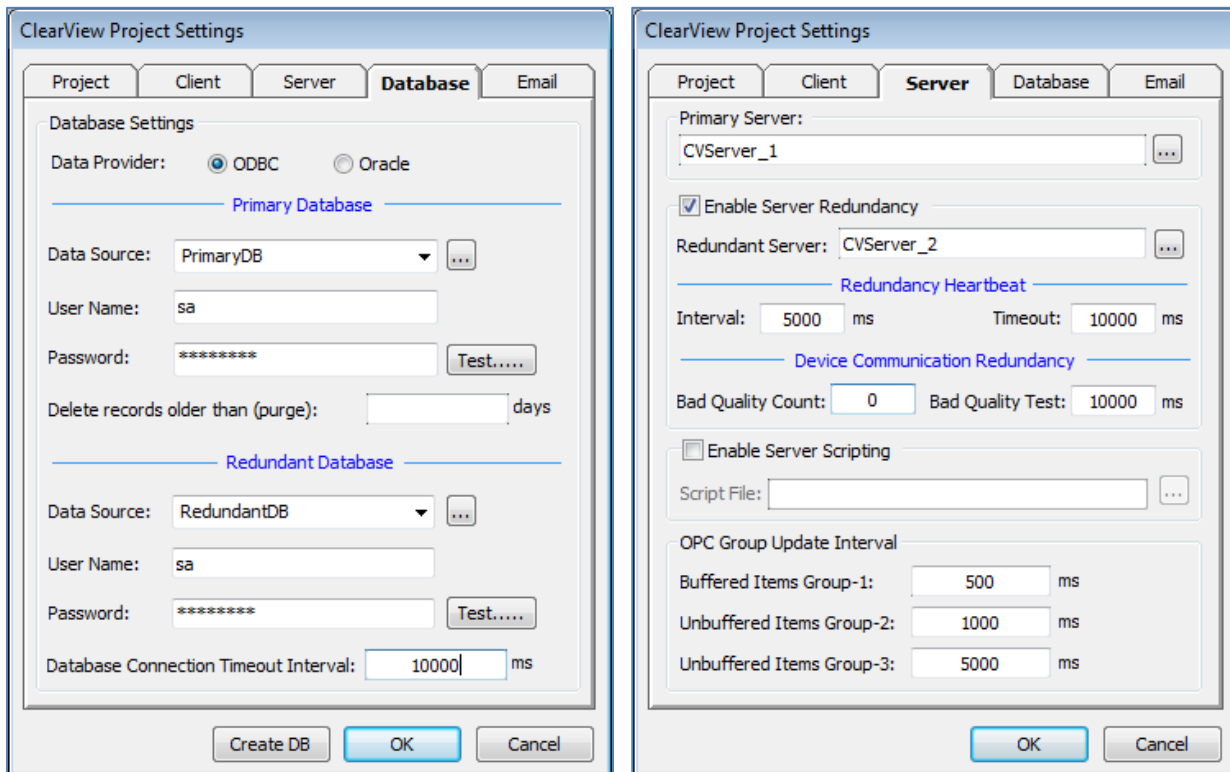 ClearView Project Settings
Project Client Server Database Email
Database Settings
Data Provider: ODBC Oracle
Primary Database
Data Source: PrimaryDB ...
User Name: sa
Password: ******** Test.....
Delete records older than (purge): days
Redundant Database
Data Source: RedundantDB ...
User Name: sa
Password: ******** Test.....
Database Connection Timeout Interval: 10000 ms
Create DB OK Cancel
ClearView Project Settings
Project Client Server Database Email
Primary Server:
CVServer_1 ...
Enable Server Redundancy
Redundant Server: CVServer_2 ...
Redundancy Heartbeat
Interval: 5000 ms Timeout: 10000 ms
Device Communication Redundancy
Bad Quality Count: 0 Bad Quality Test: 10000 ms
Enable Server Scripting
Script File: ...
OPC Group Update Interval
Buffered Items Group-1: 500 ms
Unbuffered Items Group-2: 1000 ms
Unbuffered Items Group-3: 5000 ms
OK Cancel